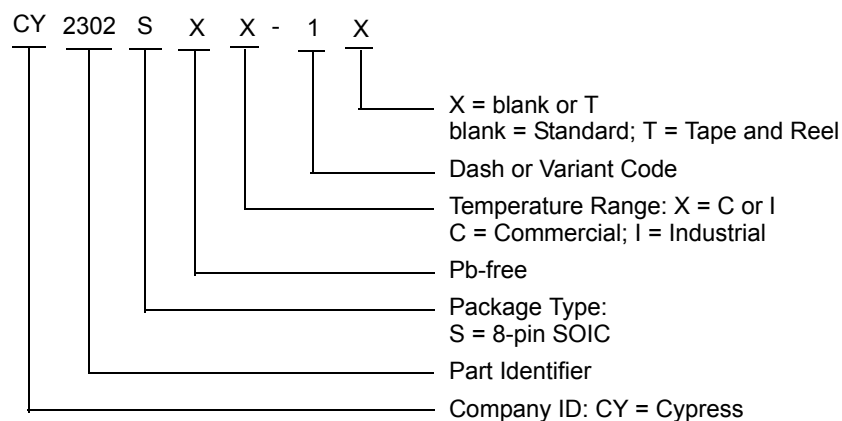 CY 2302 S X X - 1 X
X = blank or T
blank = Standard; T = Tape and Reel
Dash or Variant Code
Temperature Range: X = C or I
C = Commercial; I = Industrial
Pb-free
Package Type:
S = 8-pin SOIC
Part Identifier
Company ID: CY = Cypress